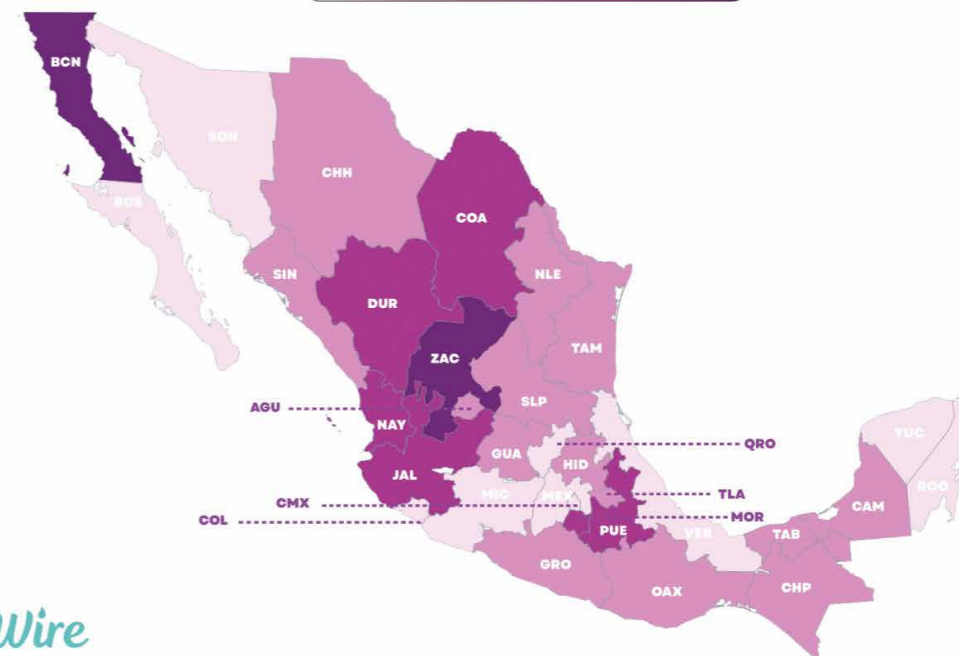 BCN
SON
BCS
CHH
COA
SIN
NLE
DUR
ZAC
TAM
AGU
SLP
NAY
QRO
GUA
HID
JAL
MIC
MEX
TLA
CMX
MOR
COL
PUE
VER
TAB
CAM
YUC
ROO
GRO
OAX
CHP
Wire